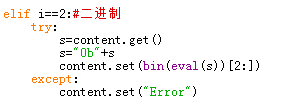 elif i==2:#二进制
    try:
        s=content.get()
        s="0b"+s
        content.set(bin(eval(s))[2:])
    except:
        content.set("Error")